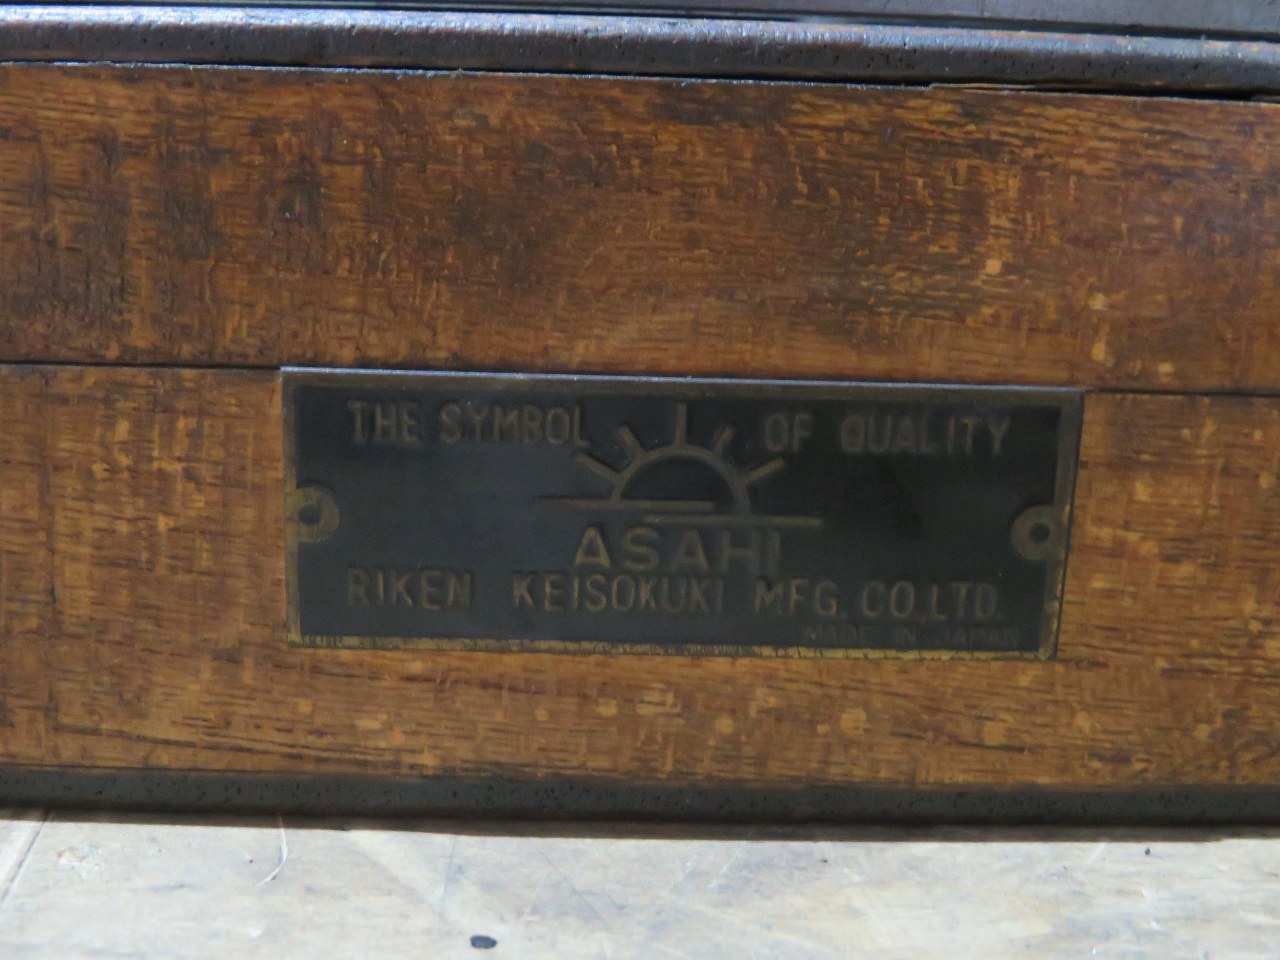 THE SYMBOL OF QUALITY
ASAHI
RIKEN KEISOKUKI MFG. CO.,LTD.
MADE IN JAPAN